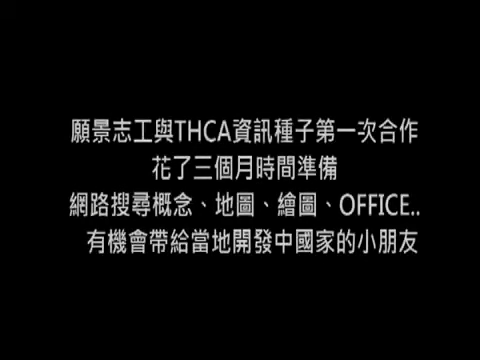 願景志工與THCA資訊種子第一次合作
花了三個月時間準備
網路搜尋概念、地圖、繪圖、OFFICE..
有機會帶給當地開發中國家的小朋友